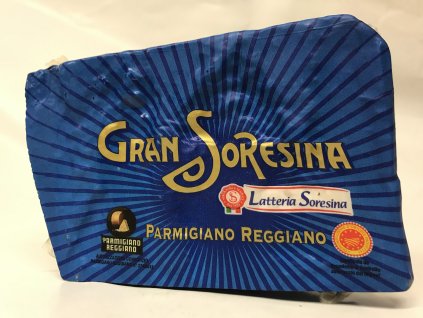 GRAN SORESINA
Latteria Soresina
PARMIGIANO REGGIANO
PARMIGIANO
REGGIANO